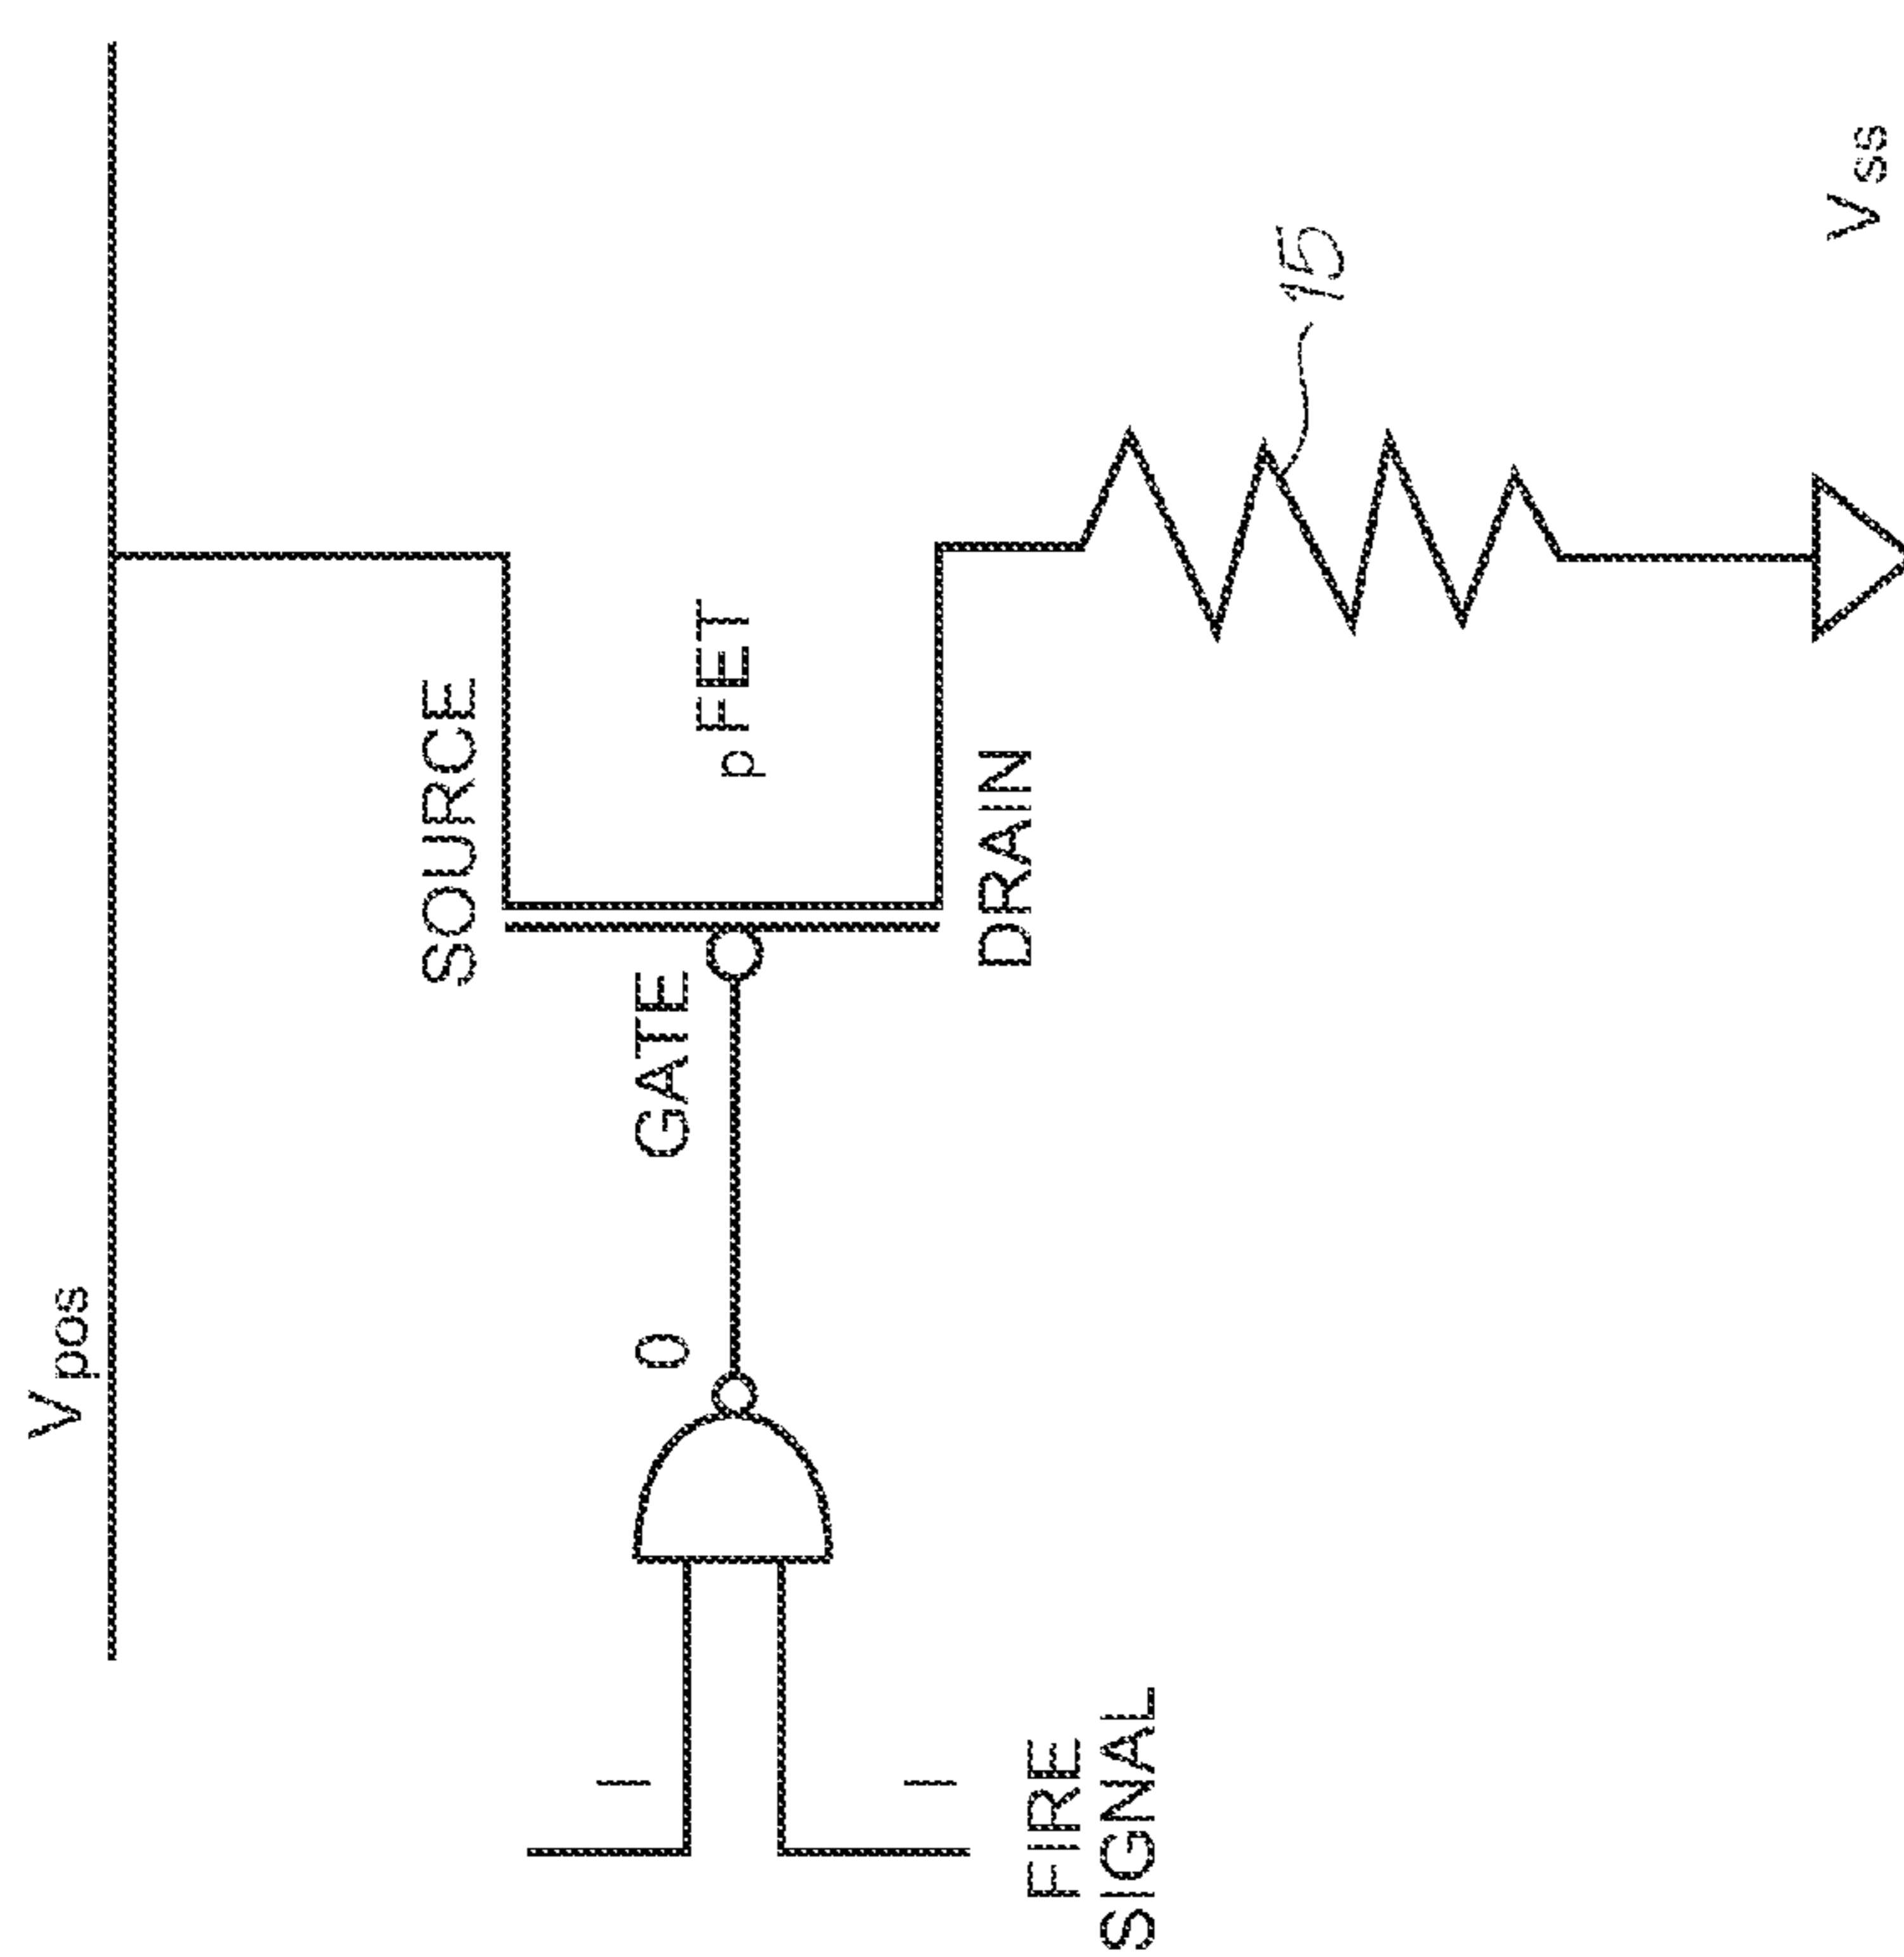 Vpos
SOURCE
1
0
GATE
pFET
1
DRAIN
FIRE
SIGNAL
15
Vss